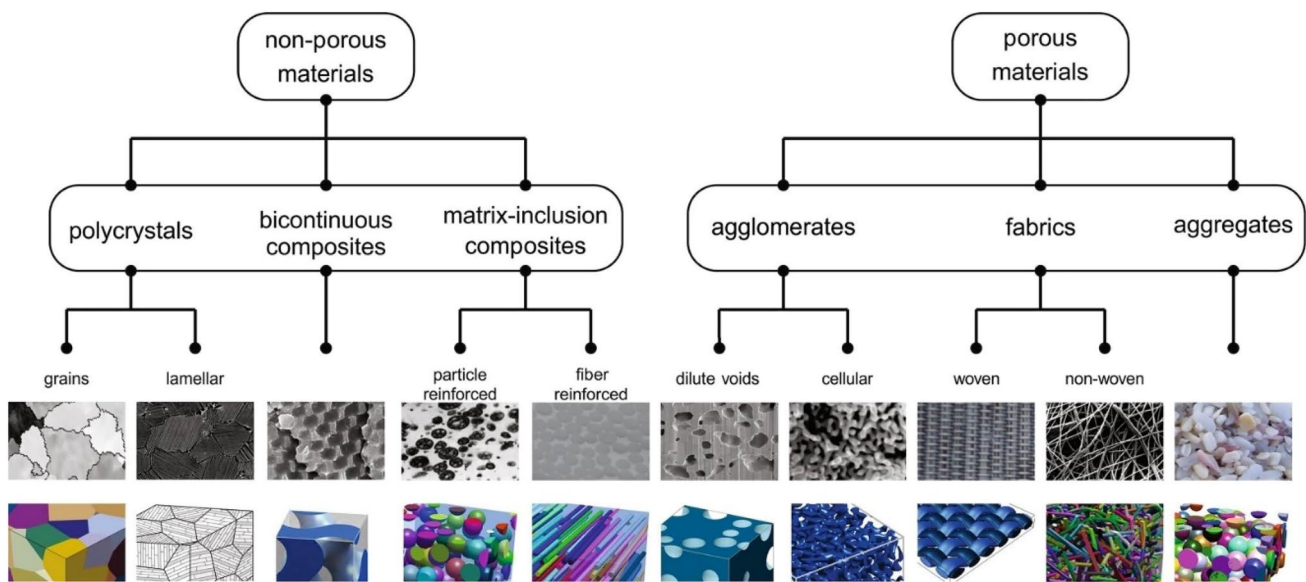 non-porous
materials
porous
materials
polycrystals
bicontinuous
composites
matrix-inclusion
composites
agglomerates
fabrics
aggregates
grains
lamellar
particle
reinforced
fiber
reinforced
dilute voids
cellular
woven
non-woven